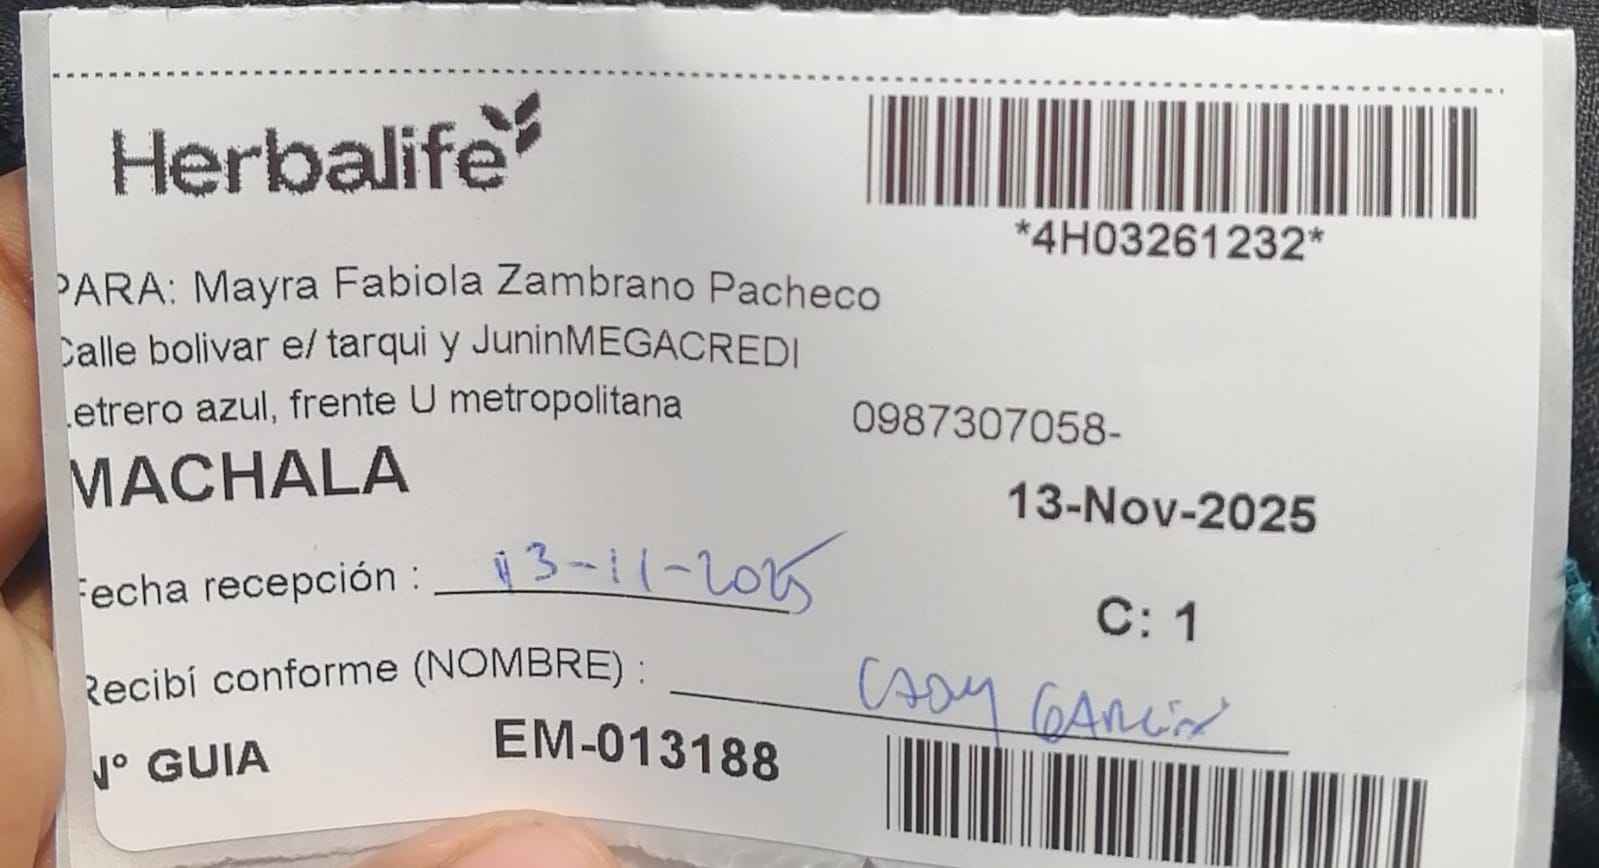 Herbalife
*4H03261232*
PARA: Mayra Fabiola Zambrano Pacheco
Calle bolivar e/ tarqui y JuninMEGACREDI
Letrero azul, frente U metropolitana
0987307058-
MACHALA
13-Nov-2025
Fecha recepción : 13-11-2025
C: 1
Recibí conforme (NOMBRE) : García
N° GUIA EM-013188